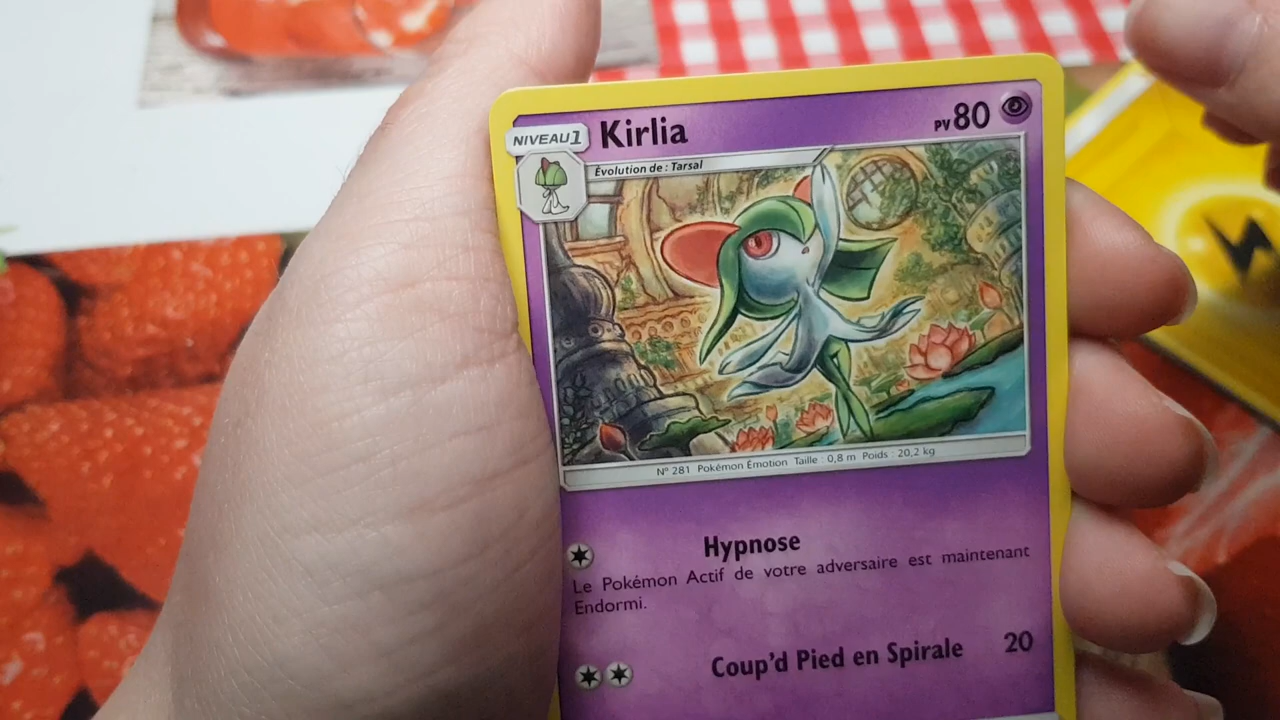 NIVEAU 1 Kirlia PV 80
Évolution de : Tarsal
N° 281 Pokémon Émotion Taille : 0,8 m Poids : 20,2 kg
Hypnose
Le Pokémon Actif de votre adversaire est maintenant
Endormi.
Coup'd Pied en Spirale 20